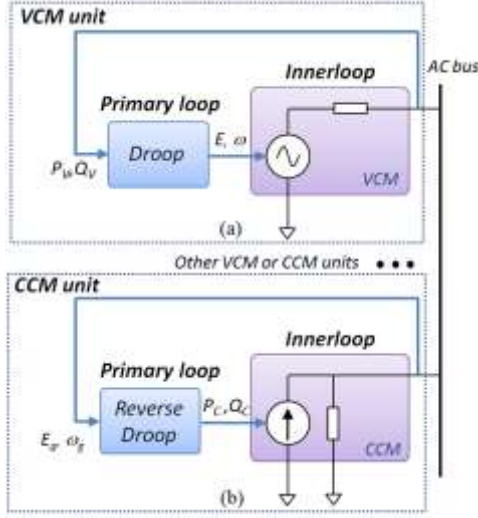 VCM unit
Innerloop
AC bus
Primary loop
Droop
E, ω
P_V, Q_V
VCM
(a)
Other VCM or CCM units
CCM unit
Innerloop
Primary loop
Reverse
Droop
P_C, Q_C
E_g, ω_g
CCM
(b)